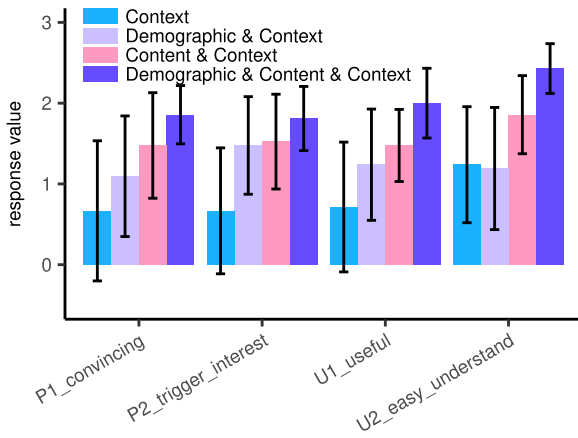 Context
Demographic & Context
Content & Context
Demographic & Content & Context
response value
3
2
1
0
P1_convincing
P2_trigger_interest
U1_useful
U2_easy_understand